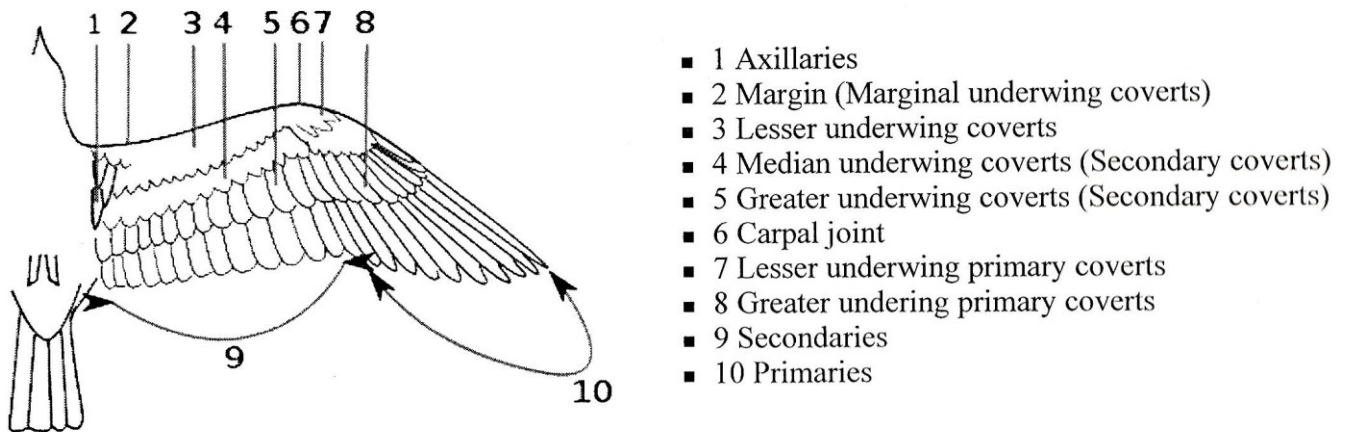 1 2 3 4 5 6 7 8
9
10
▪ 1 Axillaries
▪ 2 Margin (Marginal underwing coverts)
▪ 3 Lesser underwing coverts
▪ 4 Median underwing coverts (Secondary coverts)
▪ 5 Greater underwing coverts (Secondary coverts)
▪ 6 Carpal joint
▪ 7 Lesser underwing primary coverts
▪ 8 Greater undering primary coverts
▪ 9 Secondaries
▪ 10 Primaries